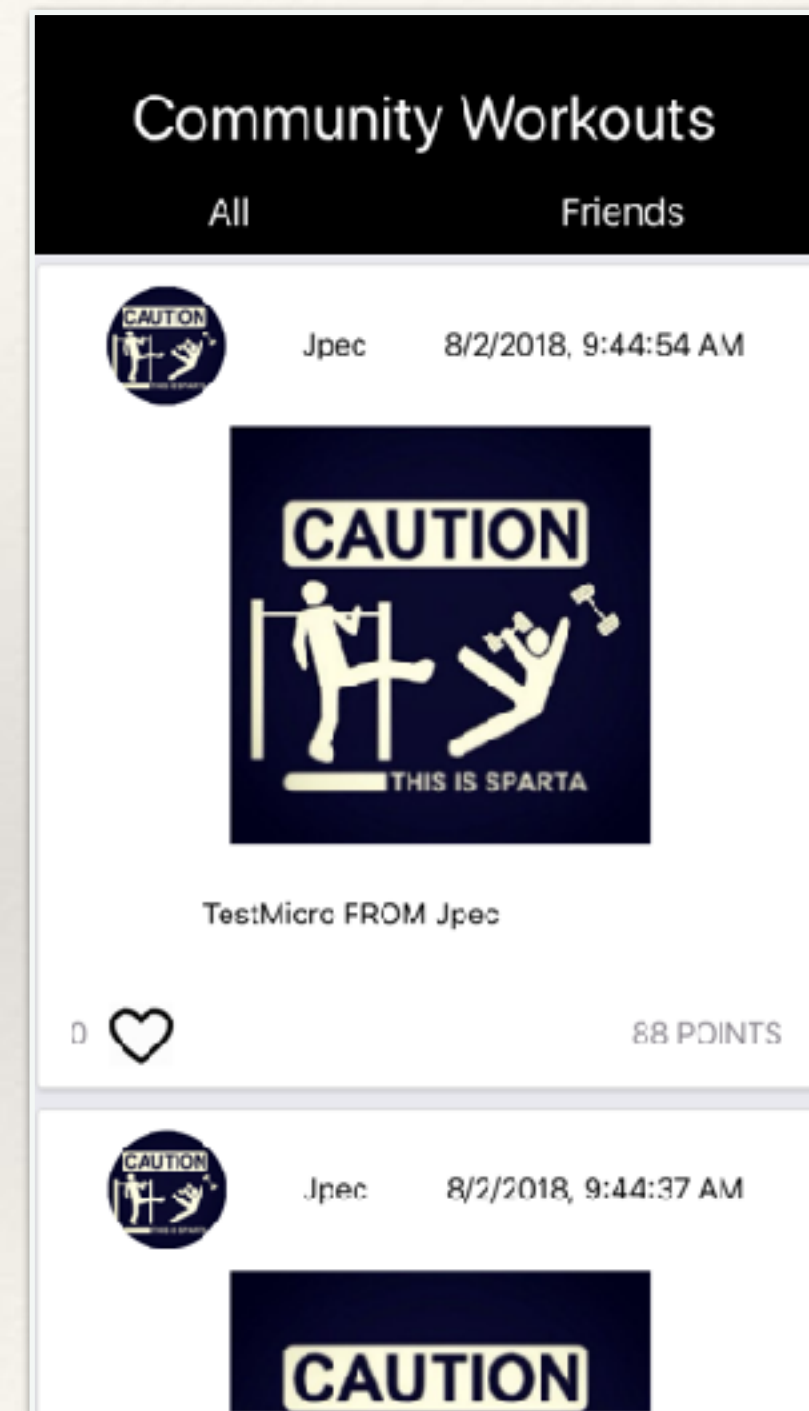 Community Workouts
All Friends
CAUTION
Jpec 8/2/2018, 9:44:54 AM
CAUTION
THIS IS SPARTA
TestMicro FROM Jpec
0 88 POINTS
CAUTION
Jpec 8/2/2018, 9:44:37 AM
CAUTION